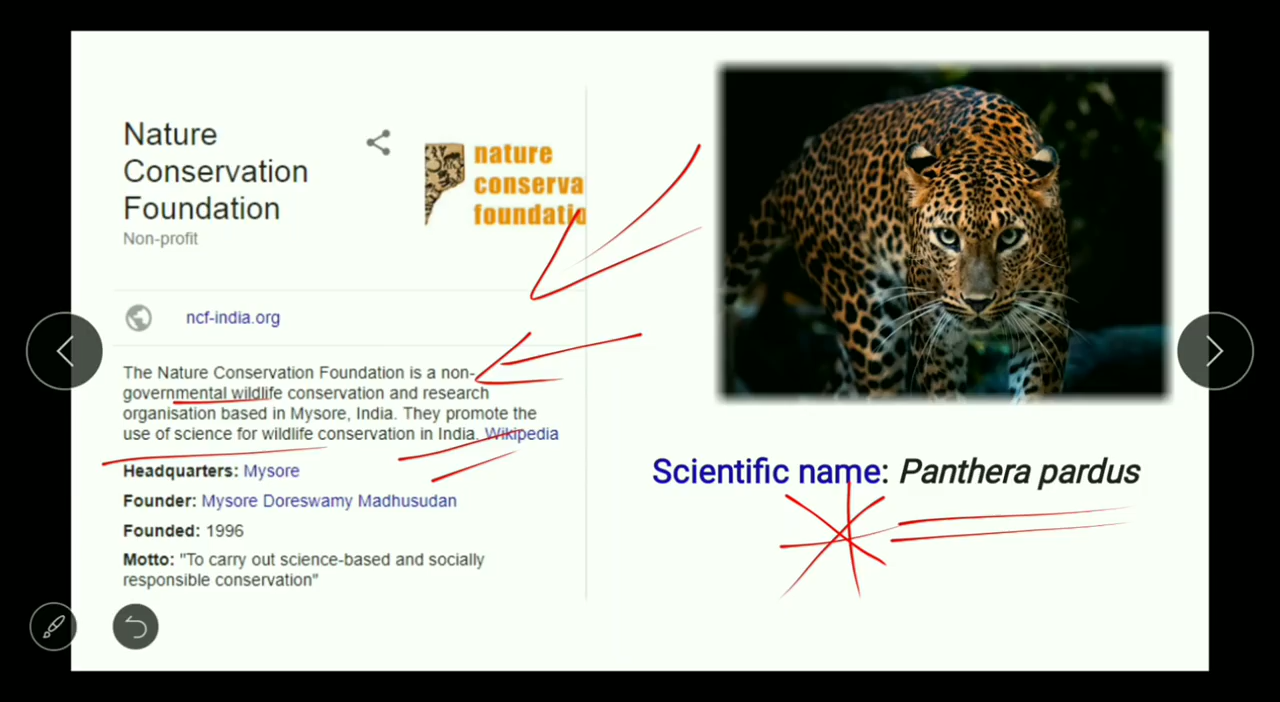 Nature
Conservation
Foundation
Non-profit
nature
conserva
foundatio
ncf-india.org
The Nature Conservation Foundation is a non-
governmental wildlife conservation and research
organisation based in Mysore, India. They promote the
use of science for wildlife conservation in India. Wikipedia
Headquarters: Mysore
Founder: Mysore Doreswamy Madhusudan
Founded: 1996
Motto: "To carry out science-based and socially
responsible conservation"
Scientific name: Panthera pardus